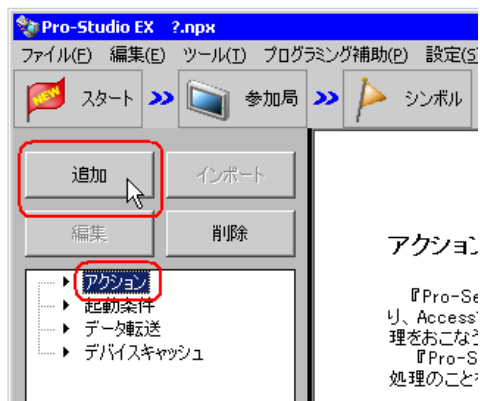 Pro-Studio EX ?.npx
ファイル(F) 編集(E) ツール(T) プログラミング補助(P) 設定(S
NEW スタート 参加局 シンボル
追加 インポート
編集 削除
アクション
起動条件
データ転送
デバイスキャッシュ
アクション
『Pro-Se
り、Access
理をおこなう
『Pro-S
処理のことを